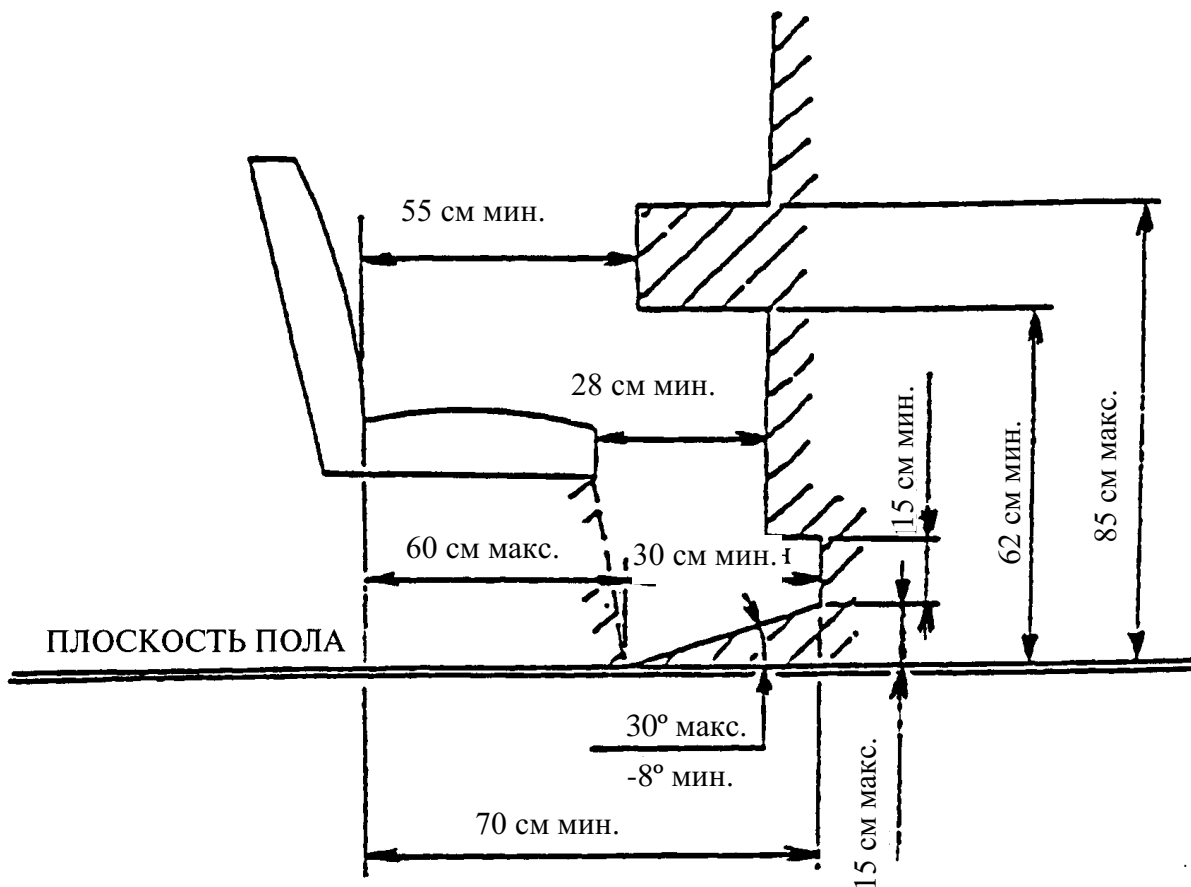 55 см мин.
28 см мин.
15 см мин.
62 см мин.
85 см макс.
60 см макс.
30 см мин.
ПЛОСКОСТЬ ПОЛА
30º макс.
-8º мин.
15 см макс.
70 см мин.